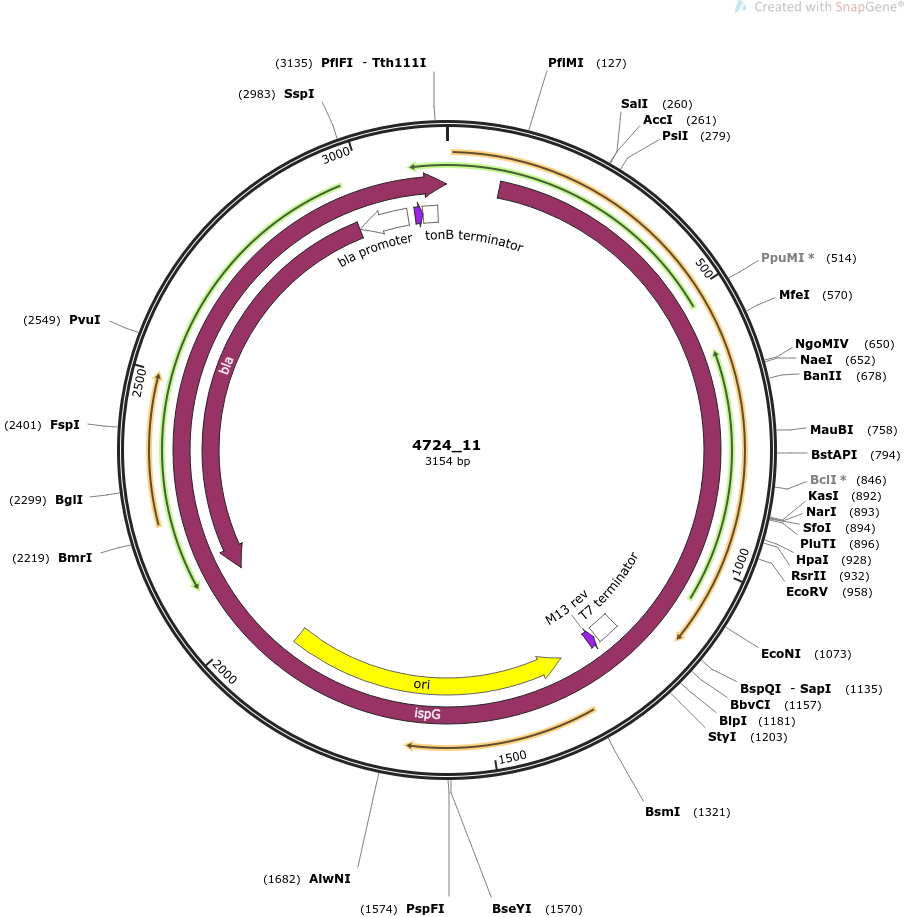 Created with SnapGene®
(3135) PflFI - Tth111I
PflMI (127)
(2983) SspI
SalI (260)
AccI (261)
PsiI (279)
3000
bla promoter
tonB terminator
500
PpuMI * (514)
MfeI (570)
(2549) PvuI
NgoMIV (650)
NaeI (652)
BanII (678)
2500
bla
(2401) FspI
MauBI (758)
4724_11
3154 bp
BstAPI (794)
BclI * (846)
(2299) BglI
KasI (892)
NarI (893)
SfoI (894)
PluTI (896)
(2219) BmrI
HpaI (928)
RsrII (932)
EcoRV (958)
1000
M13 rev
T7 terminator
EcoNI (1073)
2000
ori
BspQI - SapI (1135)
BbvCI (1157)
ispG
BlpI (1181)
StyI (1203)
1500
BsmI (1321)
(1682) AlwNI
(1574) PspFI
BseYI (1570)